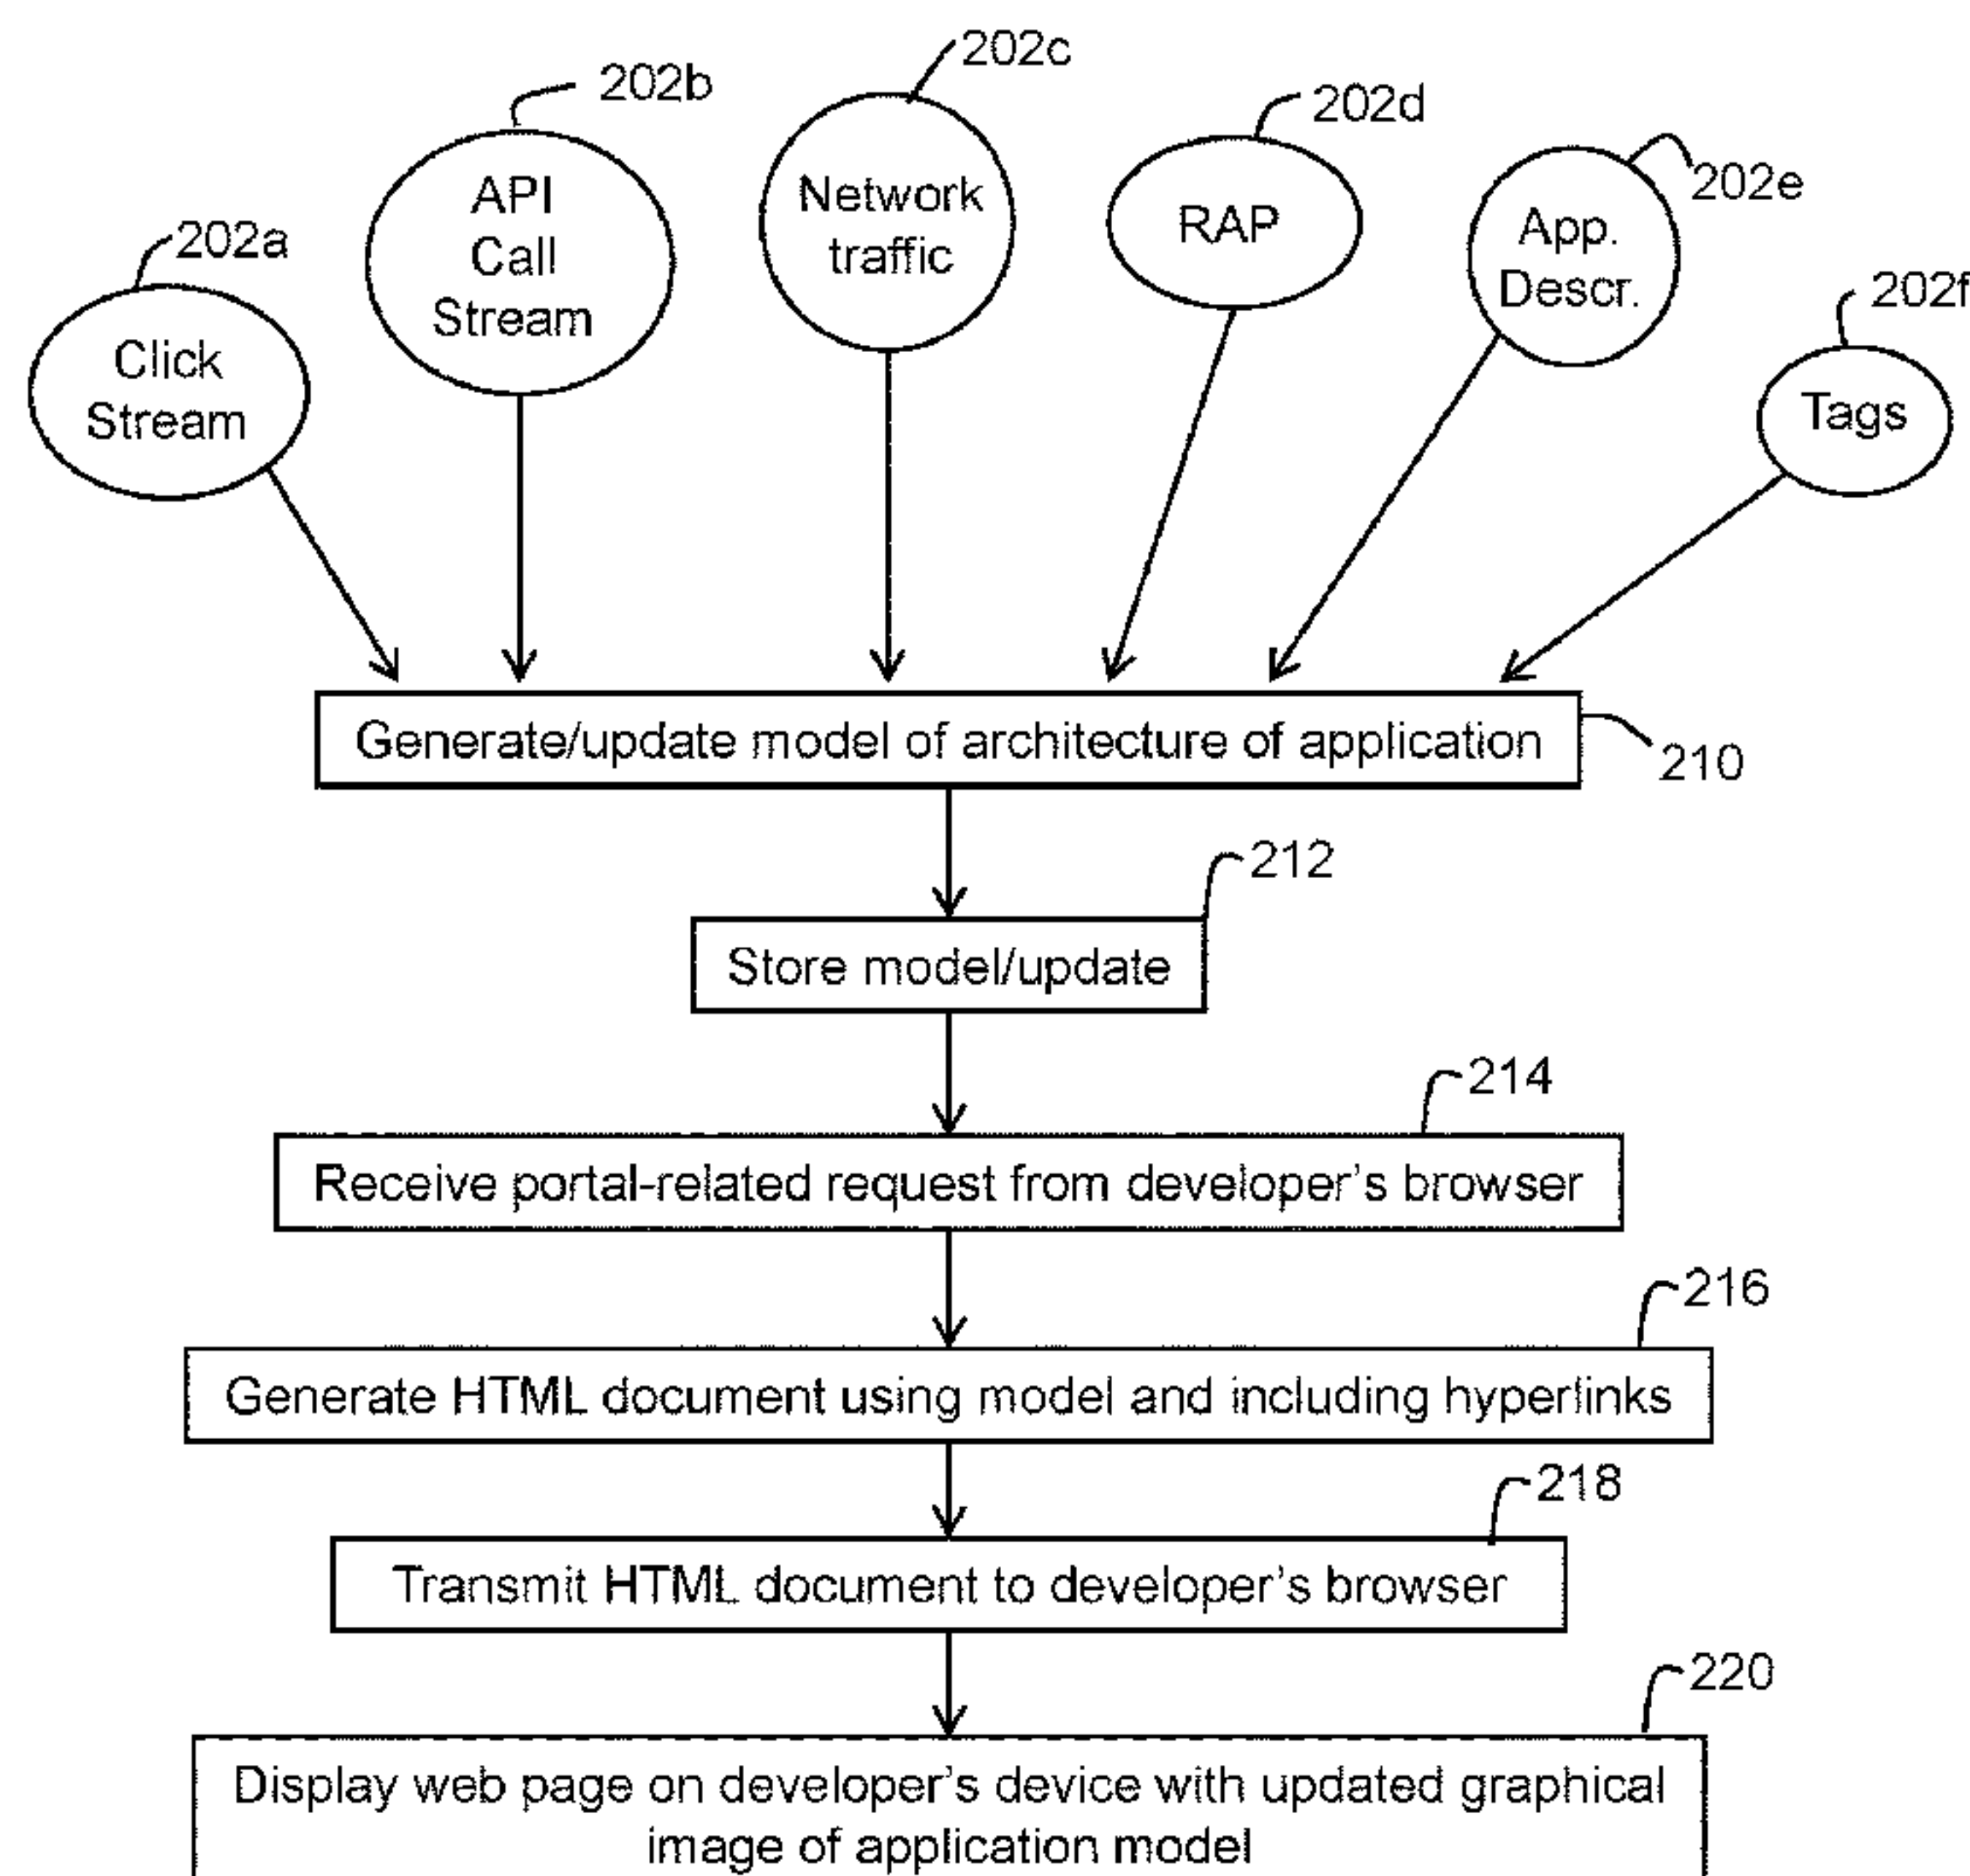 202a
Click
Stream
202b
API
Call
Stream
202c
Network
traffic
202d
RAP
202e
App.
Descr.
202f
Tags
Generate/update model of architecture of application
210
212
Store model/update
214
Receive portal-related request from developer's browser
216
Generate HTML document using model and including hyperlinks
218
Transmit HTML document to developer's browser
220
Display web page on developer's device with updated graphical
image of application model